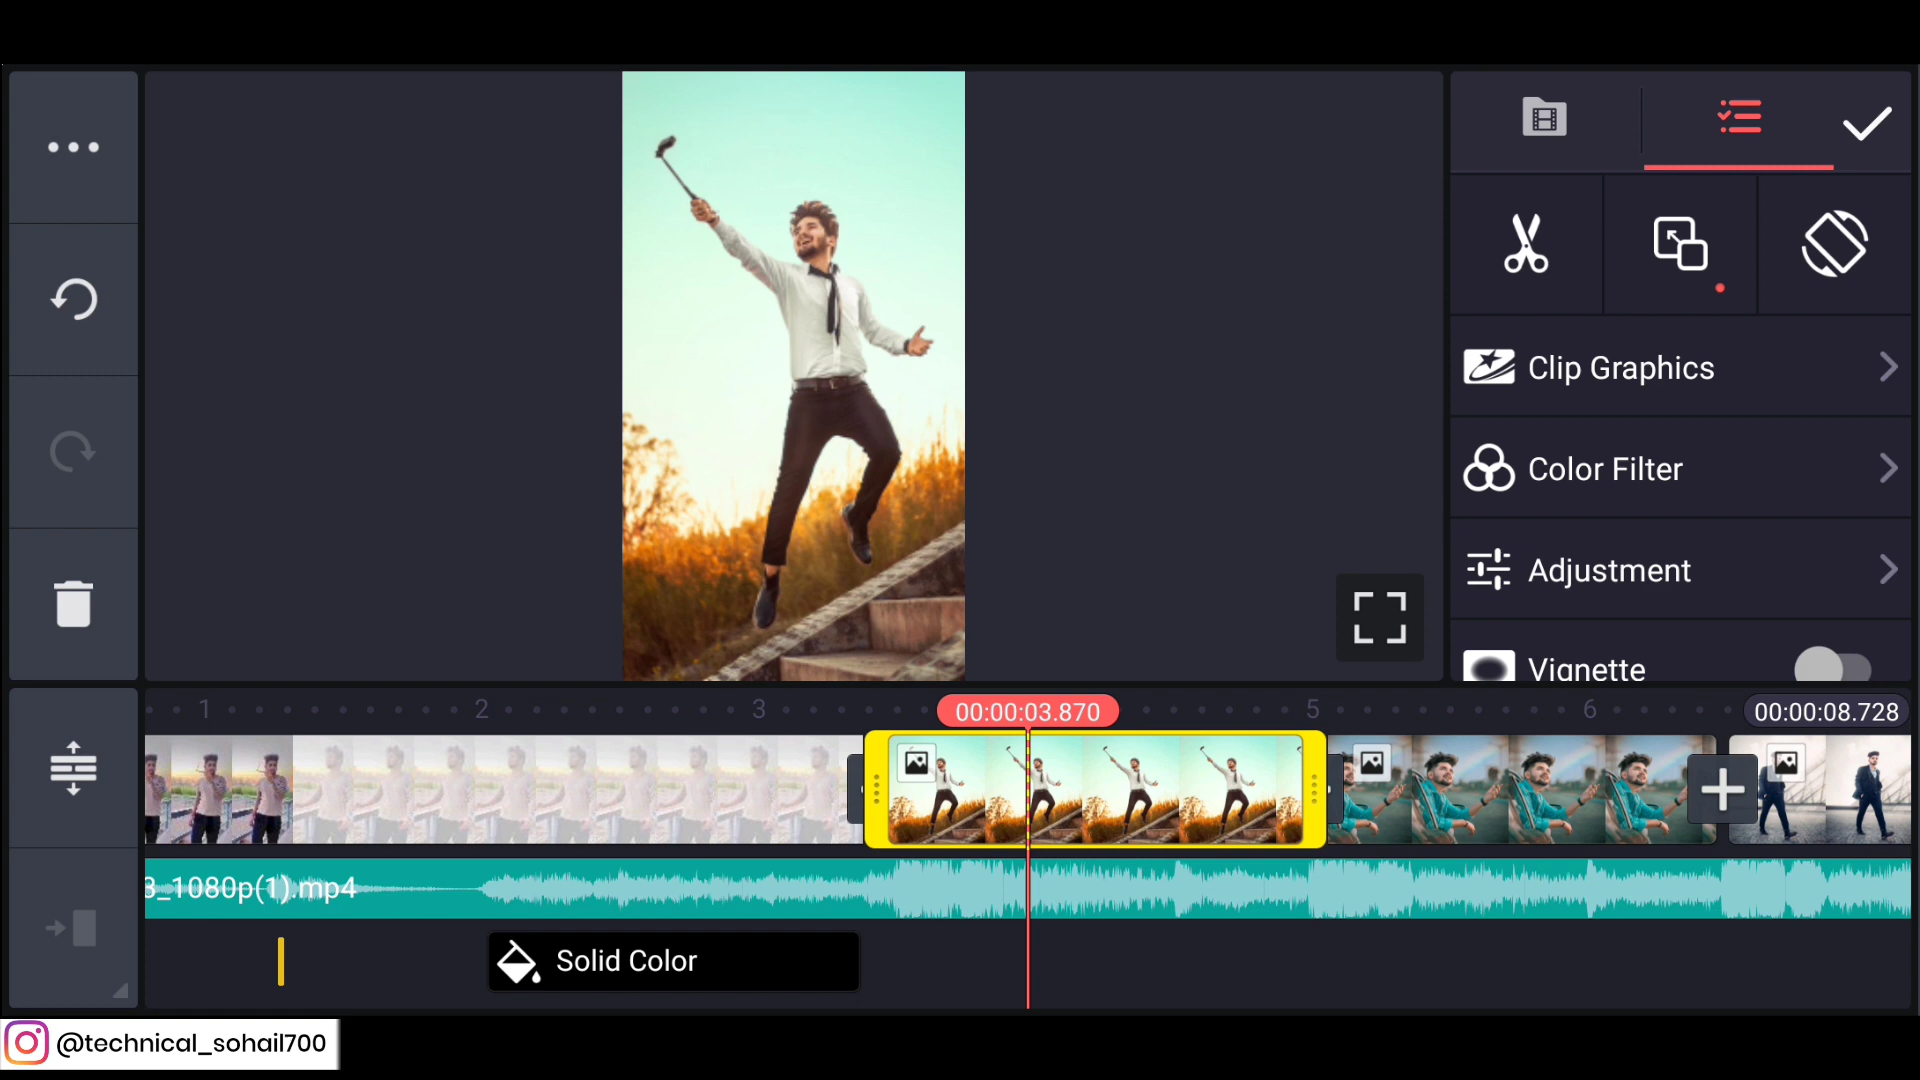 Clip Graphics
Color Filter
Adjustment
Vignette
1 2 3 00:00:03.870 5 6 00:00:08.728
3_1080p(1).mp4
Solid Color
@technical_sohail700